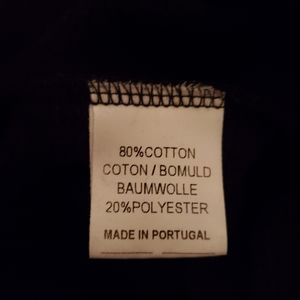 80%COTTON
COTON / BOMULD
BAUMWOLLE
20%POLYESTER
MADE IN PORTUGAL